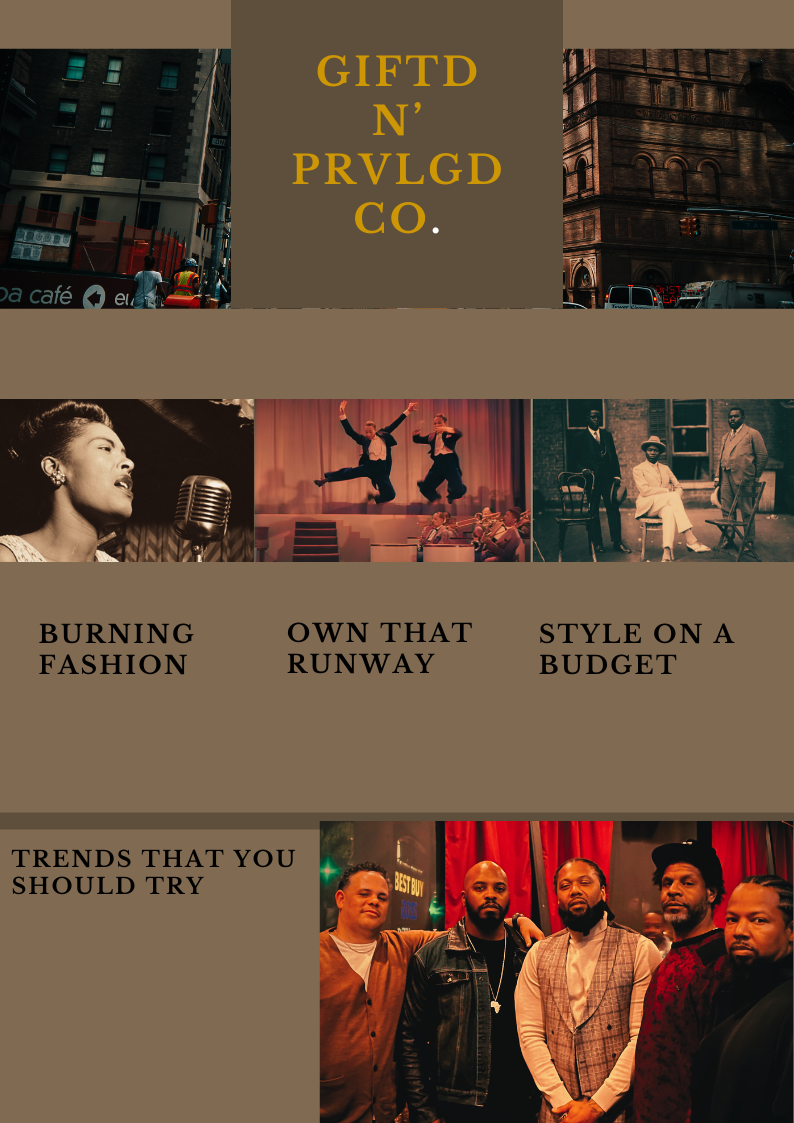 GIFTD
N’
PRVLGD
CO.
café
BURNING
FASHION
OWN THAT
RUNWAY
STYLE ON A
BUDGET
TRENDS THAT YOU
SHOULD TRY
BEST BUY